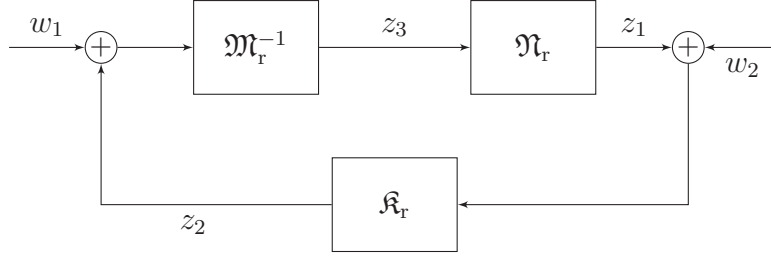 w₁ + 𝔐ᵣ⁻¹ z₃ 𝔑ᵣ z₁ + w₂
z₂ 𝔎ᵣ